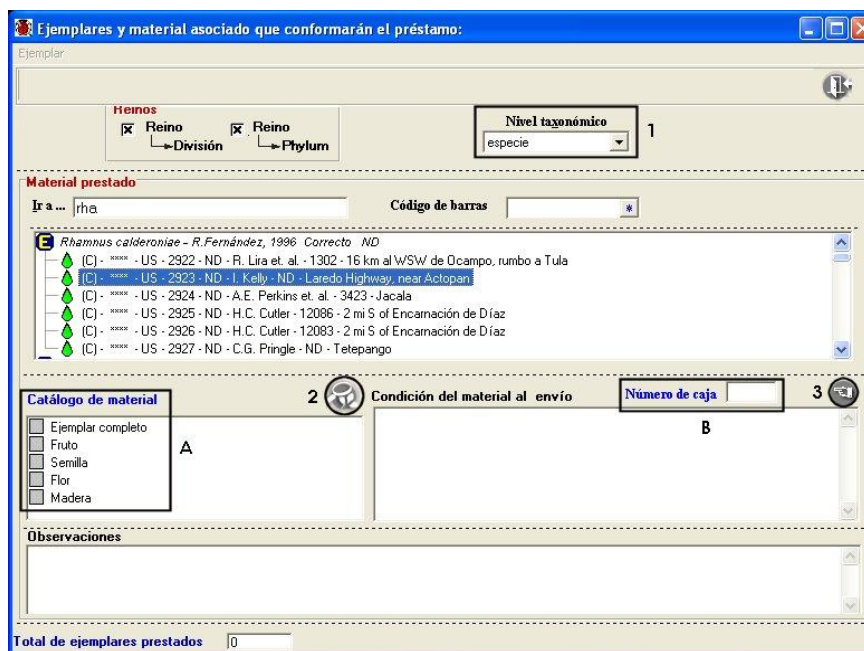 Ejemplares y material asociado que conformarán el préstamo:
Ejemplar
Reinos
Reino Reino
División Phylum
Nivel taxonómico
especie
1
Material prestado
Ir a ... rha Código de barras *
E Rhamnus calderoniae - R.Fernández, 1996 Correcto ND
(C) - **** - US - 2922 - ND - R. Lira et. al. - 1302 - 16 km al WSW de Ocampo, rumbo a Tula
(C) - **** - US - 2923 - ND - I. Kelly - ND - Laredo Highway, near Actopan
(C) - **** - US - 2924 - ND - A.E. Perkins et. al. - 3423 - Jacala
(C) - **** - US - 2925 - ND - H.C. Cutler - 12086 - 2 mi S of Encarnación de Díaz
(C) - **** - US - 2926 - ND - H.C. Cutler - 12083 - 2 mi S of Encarnación de Díaz
(C) - **** - US - 2927 - ND - C.G. Pringle - ND - Tetepango
Catálogo de material 2 Condición del material al envío Número de caja 3
Ejemplar completo
Fruto
Semilla
Flor
Madera
A
B
Observaciones
Total de ejemplares prestados 0